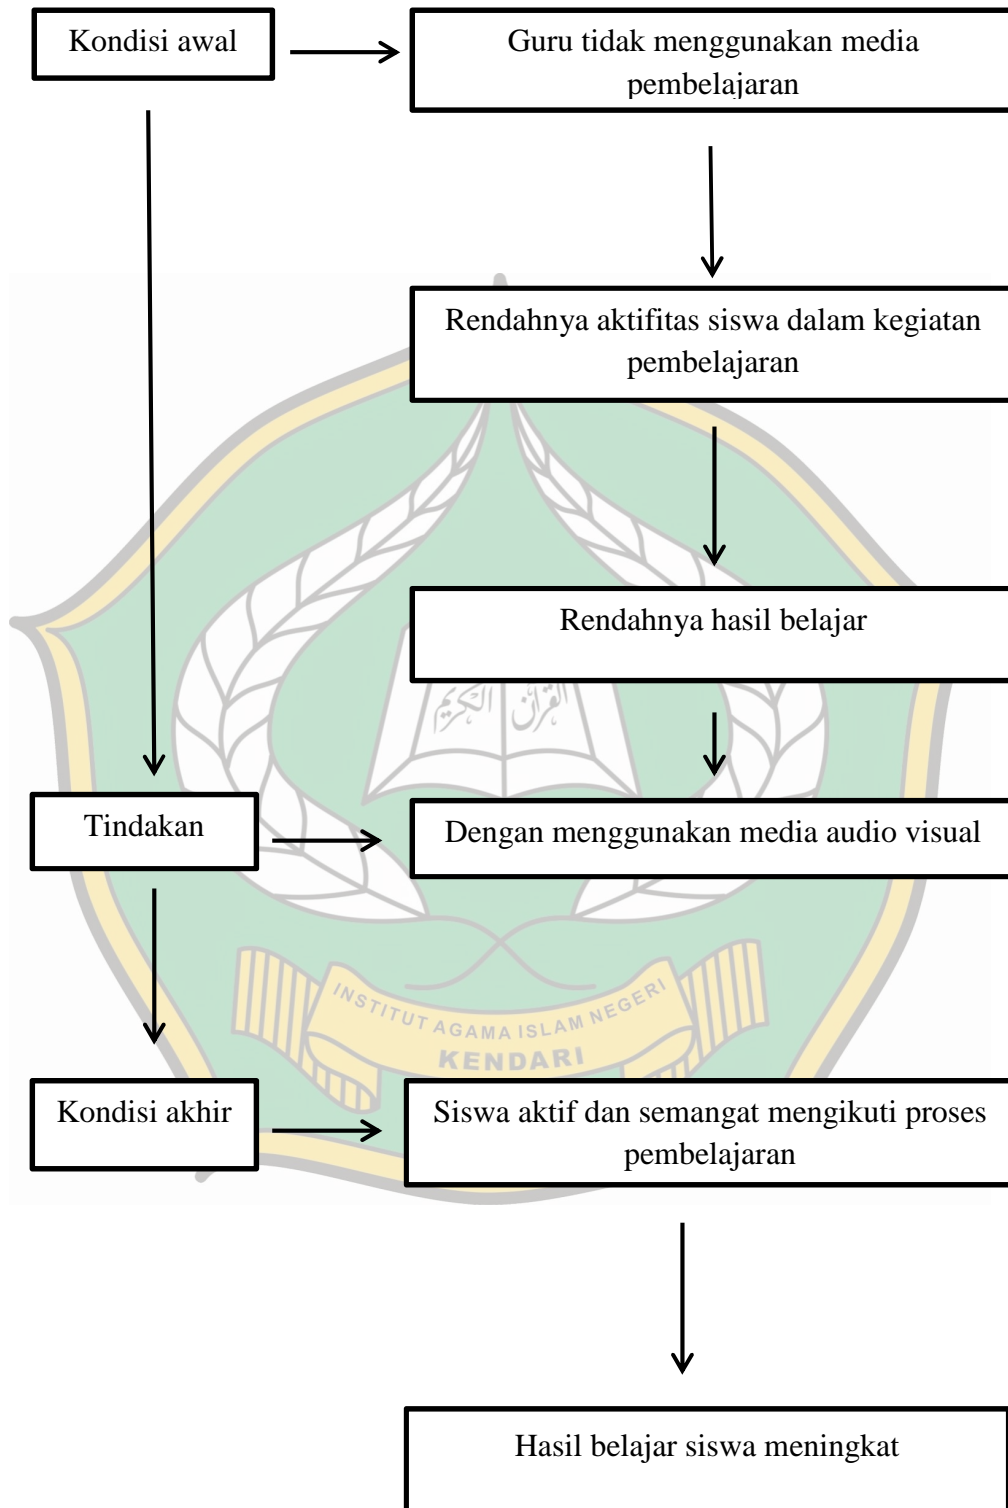 Kondisi awal
Guru tidak menggunakan media
pembelajaran
Rendahnya aktifitas siswa dalam kegiatan
pembelajaran
Rendahnya hasil belajar
القرآن الكريم
Tindakan
Dengan menggunakan media audio visual
INSTITUT AGAMA ISLAM NEGERI
KENDARI
Kondisi akhir
Siswa aktif dan semangat mengikuti proses
pembelajaran
Hasil belajar siswa meningkat